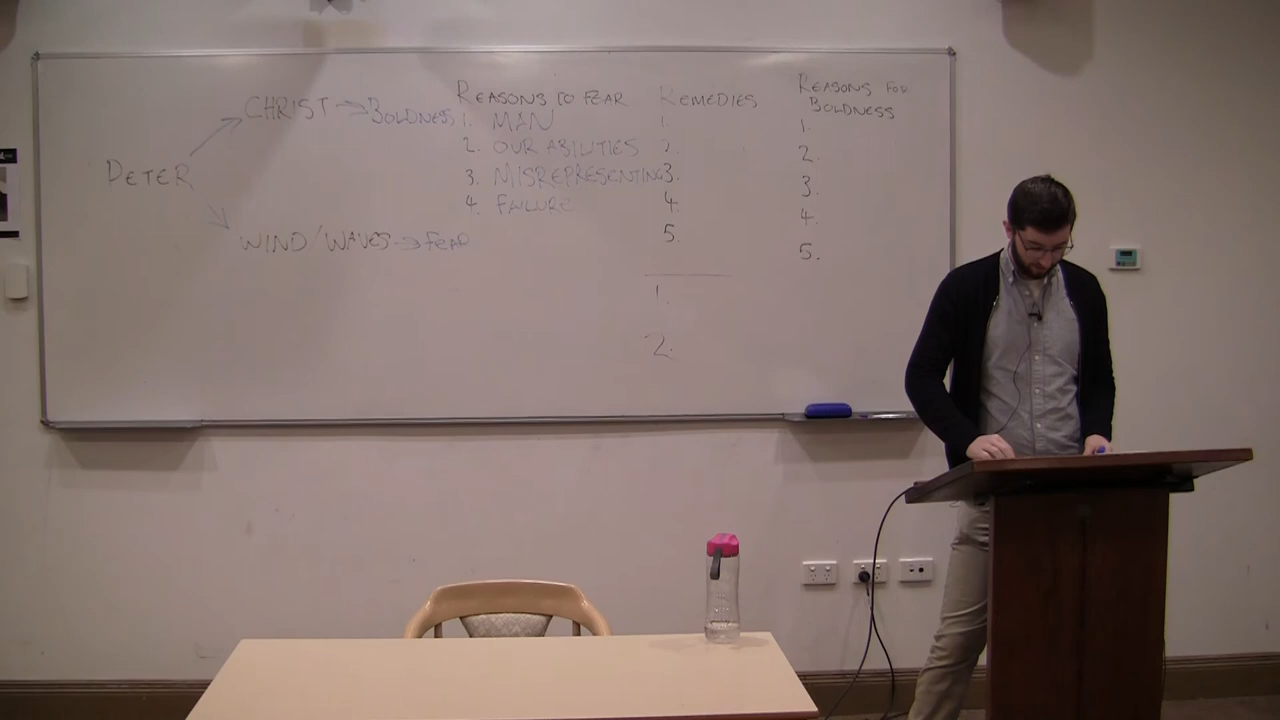 PETER
CHRIST → BOLDNESS
WIND/WAVES → FEAR
REASONS TO FEAR
1. MAN
2. OUR ABILITIES
3. MISREPRESENTING
4. FAILURE
REMEDIES
1.
2.
3.
4.
5.
1.
2.
REASONS FOR
BOLDNESS
1.
2.
3.
4.
5.